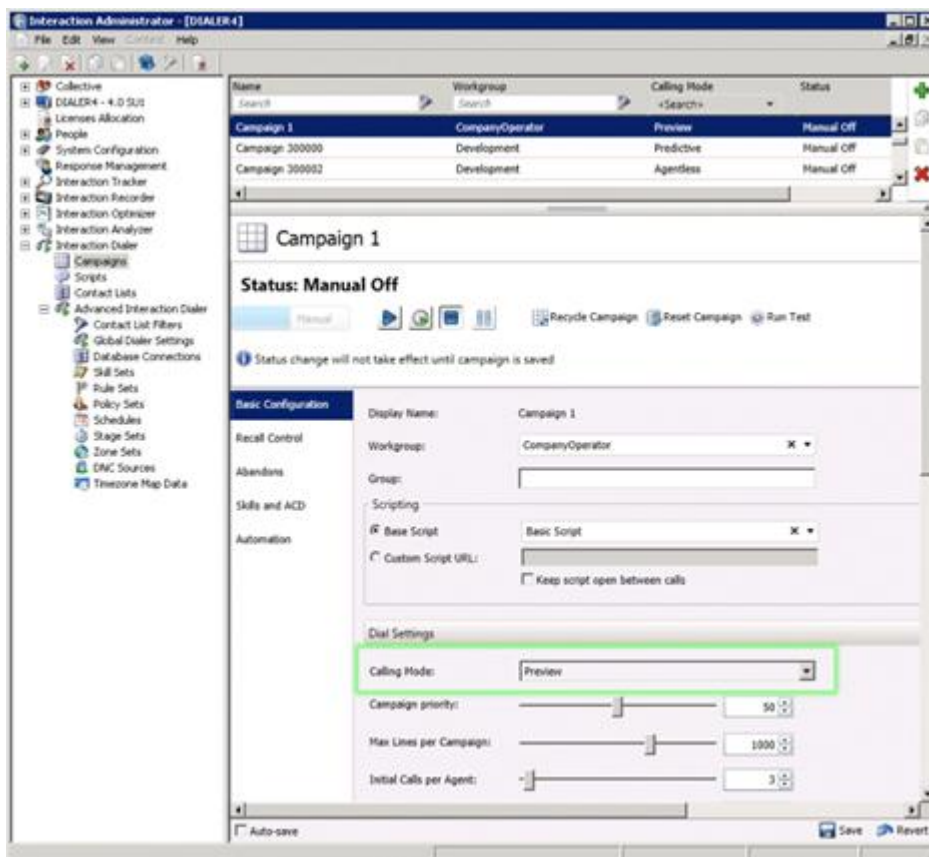 Interaction Administrator - [DIALER4]
File Edit View Context Help
Collective
DIALER4 - 4.0 SU1
Licenses Allocation
People
System Configuration
Response Management
Interaction Tracker
Interaction Recorder
Interaction Optimizer
Interaction Analyzer
Interaction Dialer
Campaigns
Scripts
Contact Lists
Advanced Interaction Dialer
Contact List Filters
Global Dialer Settings
Database Connections
Skill Sets
Rule Sets
Policy Sets
Schedules
Stage Sets
Zone Sets
DNC Sources
Timezone Map Data
Name Workgroup Calling Mode Status
Search Search <Search>
Campaign 1 CompanyOperator Preview Manual Off
Campaign 300000 Development Predictive Manual Off
Campaign 300002 Development Agentless Manual Off
Campaign 1
Status: Manual Off
Manual Recycle Campaign Reset Campaign Run Test
Status change will not take effect until campaign is saved
Basic Configuration
Recall Control
Abandons
Skills and ACD
Automation
Display Name: Campaign 1
Workgroup: CompanyOperator
Group:
Scripting
Base Script Basic Script
Custom Script URL:
Keep script open between calls
Dial Settings
Calling Mode: Preview
Campaign priority: 50
Max Lines per Campaign: 1000
Initial Calls per Agent: 3
Auto-save Save Revert